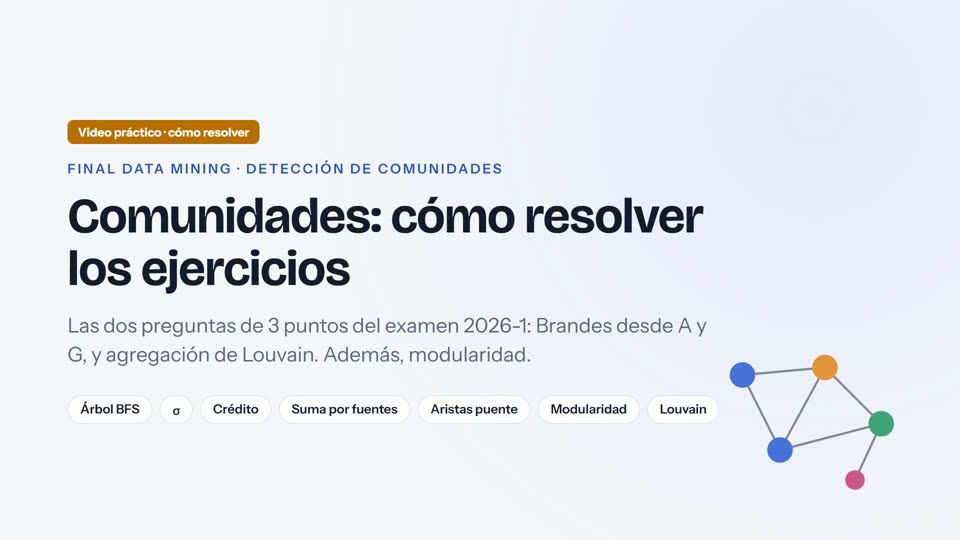 Video práctico · cómo resolver
FINAL DATA MINING · DETECCIÓN DE COMUNIDADES
Comunidades: cómo resolver
los ejercicios
Las dos preguntas de 3 puntos del examen 2026-1: Brandes desde A y
G, y agregación de Louvain. Además, modularidad.
Árbol BFS σ Crédito Suma por fuentes Aristas puente Modularidad Louvain